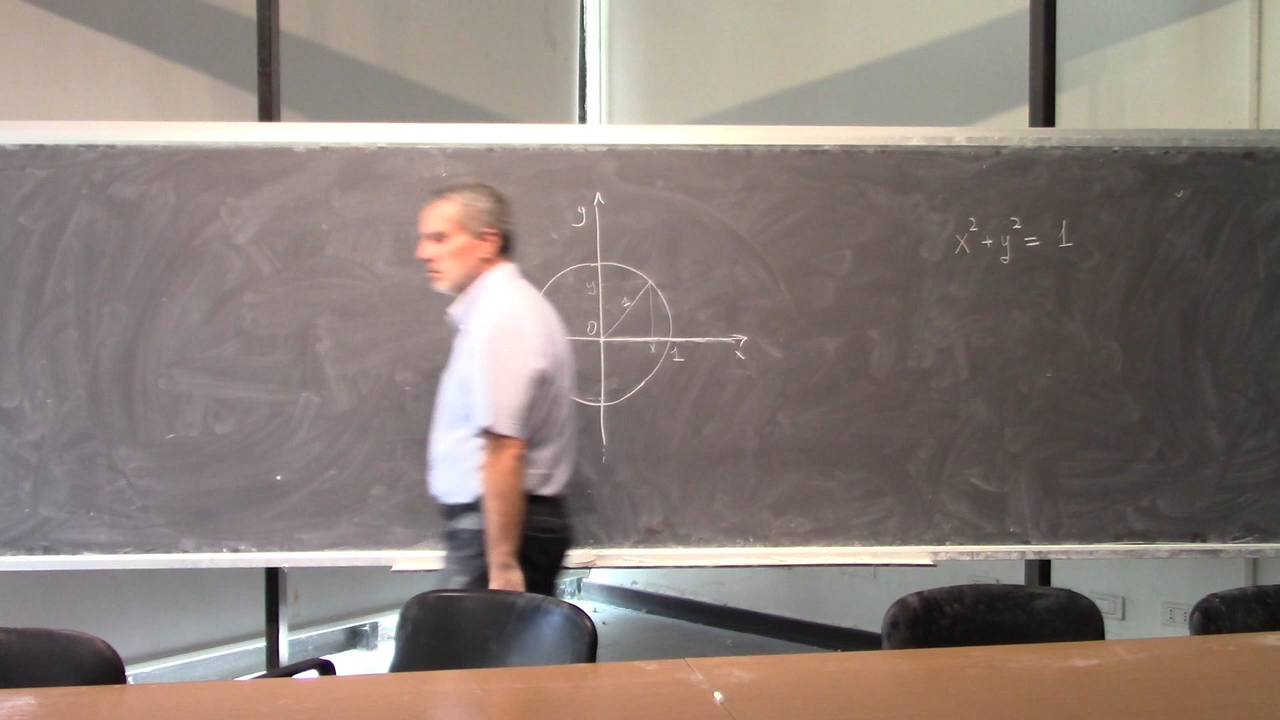 y
x² + y² = 1
y
1
0
x
1
x